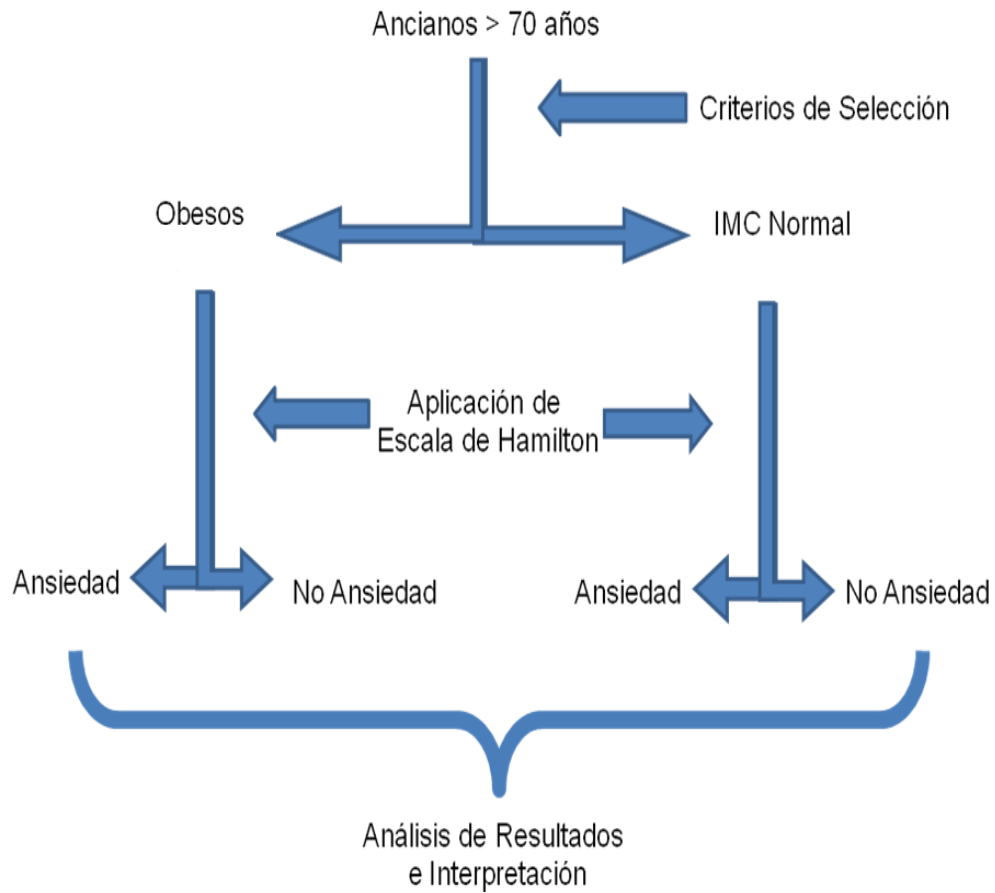 Ancianos > 70 años
Criterios de Selección
Obesos
IMC Normal
Aplicación de
Escala de Hamilton
Ansiedad
No Ansiedad
Ansiedad
No Ansiedad
Análisis de Resultados
e Interpretación